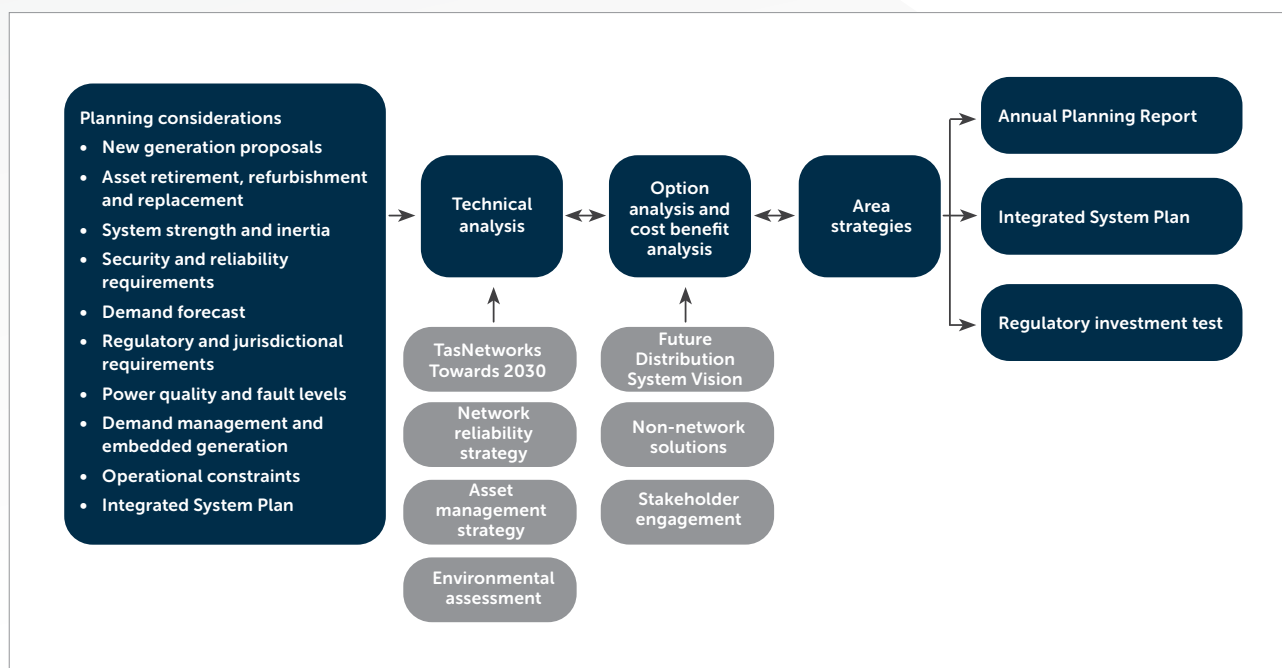 Planning considerations
• New generation proposals
• Asset retirement, refurbishment
and replacement
• System strength and inertia
• Security and reliability
requirements
• Demand forecast
• Regulatory and jurisdictional
requirements
• Power quality and fault levels
• Demand management and
embedded generation
• Operational constraints
• Integrated System Plan
Technical
analysis
TasNetworks
Towards 2030
Network
reliability
strategy
Asset
management
strategy
Environmental
assessment
Option
analysis and
cost benefit
analysis
Future
Distribution
System Vision
Non-network
solutions
Stakeholder
engagement
Area
strategies
Annual Planning Report
Integrated System Plan
Regulatory investment test